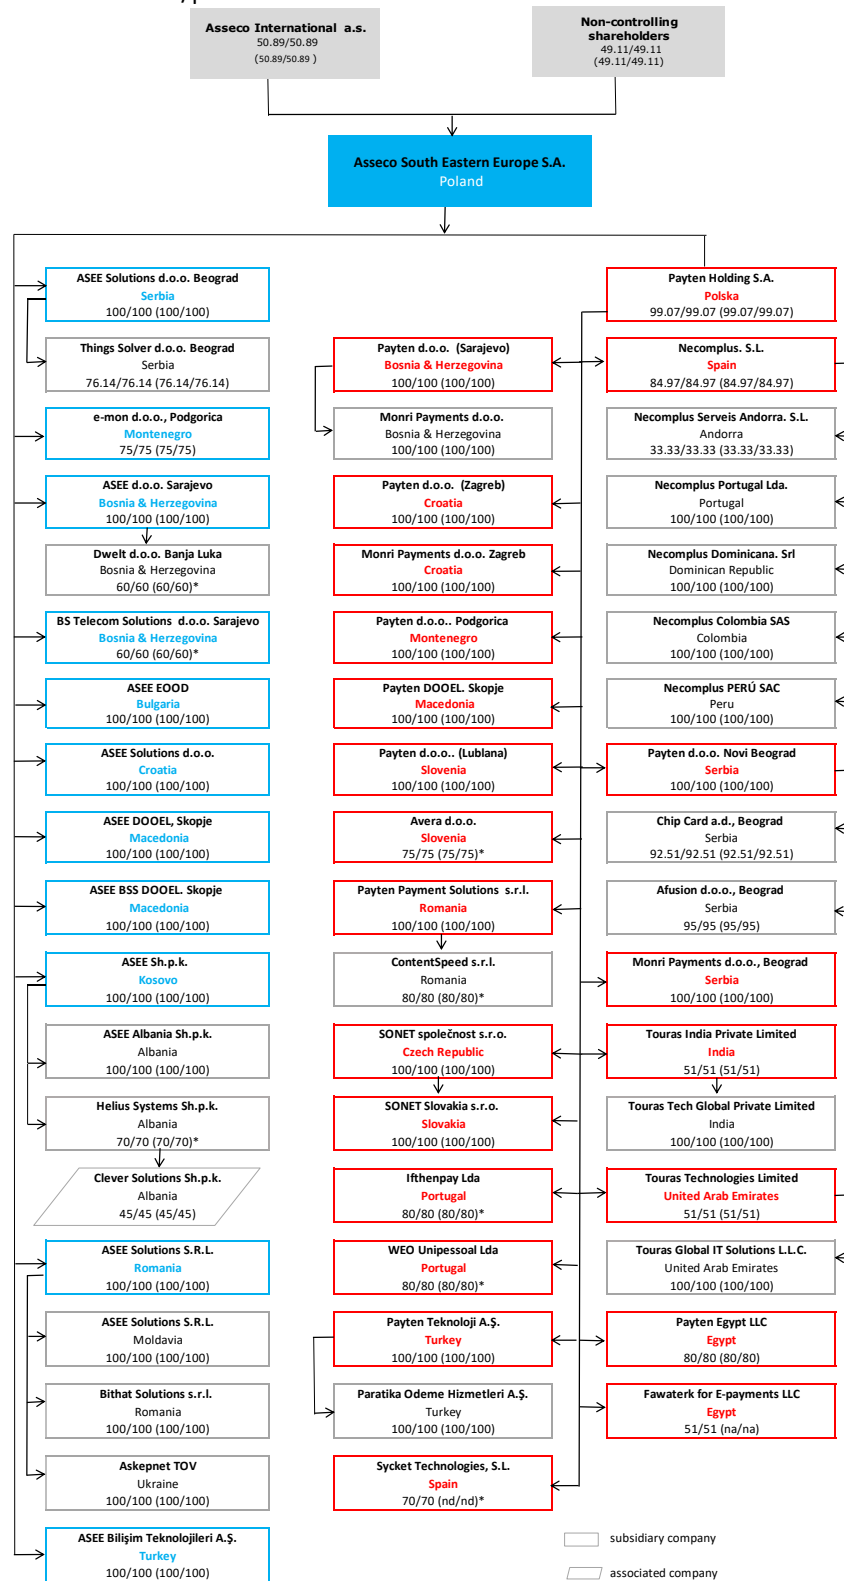 Asseco International a.s.
50.89/50.89
(50.89/50.89 )
Non-controlling
shareholders
49.11/49.11
(49.11/49.11)
Asseco South Eastern Europe S.A.
Poland
ASEE Solutions d.o.o. Beograd
Serbia
100/100 (100/100)
Things Solver d.o.o. Beograd
Serbia
76.14/76.14 (76.14/76.14)
e-mon d.o.o., Podgorica
Montenegro
75/75 (75/75)
ASEE d.o.o. Sarajevo
Bosnia & Herzegovina
100/100 (100/100)
Dwelt d.o.o. Banja Luka
Bosnia & Herzegovina
60/60 (60/60)*
BS Telecom Solutions d.o.o. Sarajevo
Bosnia & Herzegovina
60/60 (60/60)*
ASEE EOOD
Bulgaria
100/100 (100/100)
ASEE Solutions d.o.o.
Croatia
100/100 (100/100)
ASEE DOOEL, Skopje
Macedonia
100/100 (100/100)
ASEE BSS DOOEL. Skopje
Macedonia
100/100 (100/100)
ASEE Sh.p.k.
Kosovo
100/100 (100/100)
ASEE Albania Sh.p.k.
Albania
100/100 (100/100)
Helius Systems Sh.p.k.
Albania
70/70 (70/70)*
Clever Solutions Sh.p.k.
Albania
45/45 (45/45)
ASEE Solutions S.R.L.
Romania
100/100 (100/100)
ASEE Solutions S.R.L.
Moldavia
100/100 (100/100)
Bithat Solutions s.r.l.
Romania
100/100 (100/100)
Askepnet TOV
Ukraine
100/100 (100/100)
ASEE Bilişim Teknolojileri A.Ş.
Turkey
100/100 (100/100)
Payten d.o.o. (Sarajevo)
Bosnia & Herzegovina
100/100 (100/100)
Monri Payments d.o.o.
Bosnia & Herzegovina
100/100 (100/100)
Payten d.o.o. (Zagreb)
Croatia
100/100 (100/100)
Monri Payments d.o.o. Zagreb
Croatia
100/100 (100/100)
Payten d.o.o.. Podgorica
Montenegro
100/100 (100/100)
Payten DOOEL. Skopje
Macedonia
100/100 (100/100)
Payten d.o.o.. (Lublana)
Slovenia
100/100 (100/100)
Avera d.o.o.
Slovenia
75/75 (75/75)*
Payten Payment Solutions s.r.l.
Romania
100/100 (100/100)
ContentSpeed s.r.l.
Romania
80/80 (80/80)*
SONET společnost s.r.o.
Czech Republic
100/100 (100/100)
SONET Slovakia s.r.o.
Slovakia
100/100 (100/100)
Ifthenpay Lda
Portugal
80/80 (80/80)*
WEO Unipessoal Lda
Portugal
80/80 (80/80)*
Payten Teknoloji A.Ş.
Turkey
100/100 (100/100)
Paratika Odeme Hizmetleri A.Ş.
Turkey
100/100 (100/100)
Sycket Technologies, S.L.
Spain
70/70 (nd/nd)*
Payten Holding S.A.
Polska
99.07/99.07 (99.07/99.07)
Necomplus. S.L.
Spain
84.97/84.97 (84.97/84.97)
Necomplus Serveis Andorra. S.L.
Andorra
33.33/33.33 (33.33/33.33)
Necomplus Portugal Lda.
Portugal
100/100 (100/100)
Necomplus Dominicana. Srl
Dominican Republic
100/100 (100/100)
Necomplus Colombia SAS
Colombia
100/100 (100/100)
Necomplus PERÚ SAC
Peru
100/100 (100/100)
Payten d.o.o. Novi Beograd
Serbia
100/100 (100/100)
Chip Card a.d., Beograd
Serbia
92.51/92.51 (92.51/92.51)
Afusion d.o.o., Beograd
Serbia
95/95 (95/95)
Monri Payments d.o.o., Beograd
Serbia
100/100 (100/100)
Touras India Private Limited
India
51/51 (51/51)
Touras Tech Global Private Limited
India
100/100 (100/100)
Touras Technologies Limited
United Arab Emirates
51/51 (51/51)
Touras Global IT Solutions L.L.C.
United Arab Emirates
100/100 (100/100)
Payten Egypt LLC
Egypt
80/80 (80/80)
Fawaterk for E-payments LLC
Egypt
51/51 (na/na)
subsidiary company
associated company